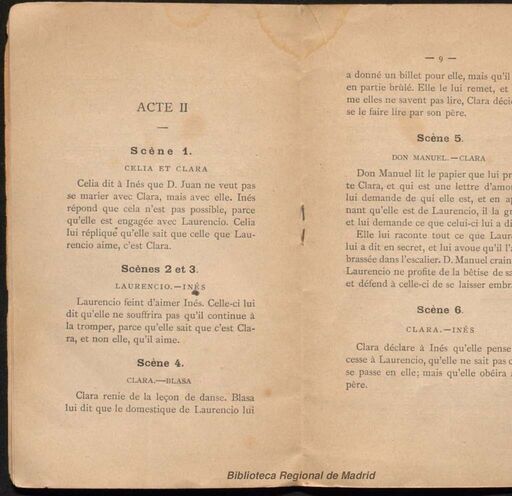 ACTE II
Scène 1.
CELIA ET CLARA
Celia dit à Inés que D. Juan ne veut pas
se marier avec Clara, mais avec elle. Inés
répond que cela n'est pas possible, parce
qu'elle est engagée avec Laurencio. Celia
lui réplique qu'elle sait que celle que Lau-
rencio aime, c'est Clara.
Scènes 2 et 3.
LAURENCIO.—INÉS
Laurencio feint d'aimer Inés. Celle-ci lui
dit qu'elle ne souffrira pas qu'il continue à
la tromper, parce qu'elle sait que c'est Cla-
ra, et non elle, qu'il aime.
Scène 4.
CLARA.—BLASA
Clara renie de la leçon de danse. Blasa
lui dit que le domestique de Laurencio lui
— 9 —
a donné un billet pour elle, mais qu'il
en partie brûlé. Elle le lui remet, et
me elles ne savent pas lire, Clara déci
se le faire lire par son père.
Scène 5.
DON MANUEL.—CLARA
Don Manuel lit le papier que lui pr
te Clara, et qui est une lettre d'amo
lui demande de qui elle est, et en ap
nant qu'elle est de Laurencio, il la gr
et lui demande ce que celui-ci lui a di
Elle lui raconte tout ce que Laur
lui a dit en secret, et lui avoue qu'il l'
brassée dans l'escalier. D. Manuel crain
Laurencio ne profite de la bêtise de sa
et défend à celle-ci de se laisser embr
Scène 6.
CLARA.—INÉS
Clara déclare à Inés qu'elle pense
cesse à Laurencio, qu'elle ne sait pas c
se passe en elle; mais qu'elle obéira à
père.
Biblioteca Regional de Madrid